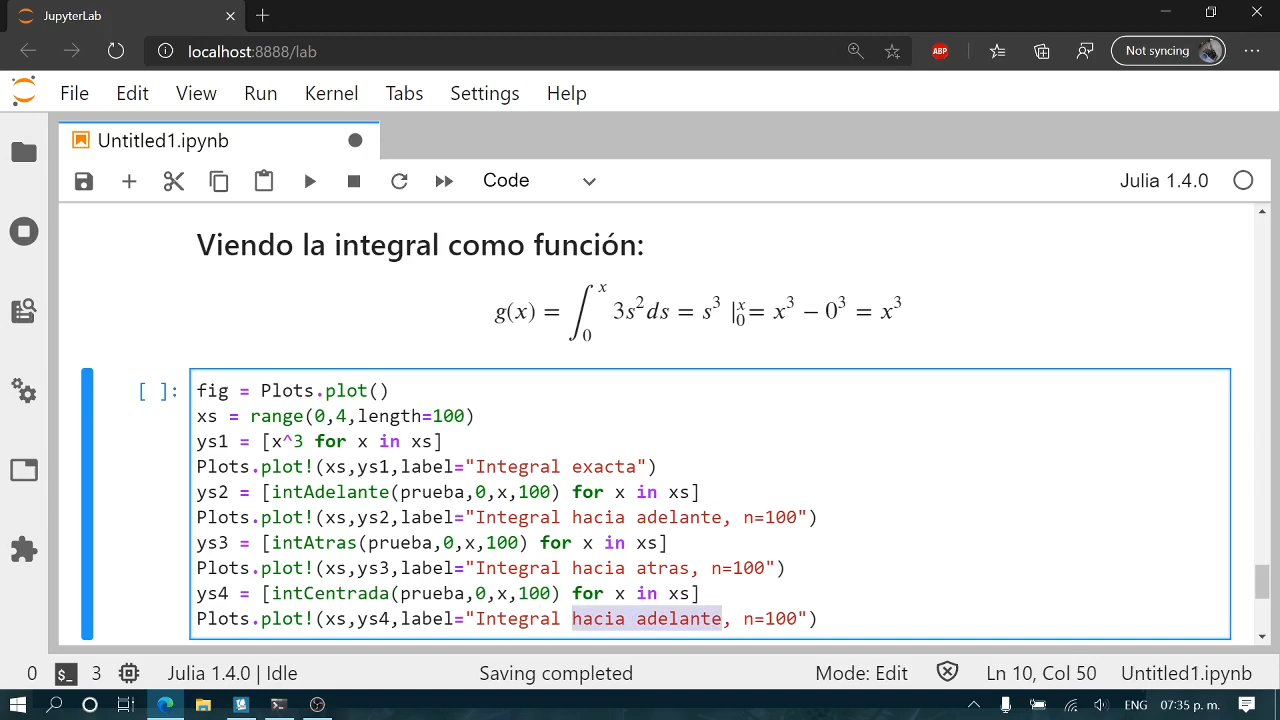 JupyterLab
localhost:8888/lab
ABP
Not syncing
File Edit View Run Kernel Tabs Settings Help
Untitled1.ipynb
Code
Julia 1.4.0
Viendo la integral como función:
g(x) = ∫₀ˣ 3s²ds = s³ |₀ˣ = x³ − 0³ = x³
[ ]:
fig = Plots.plot()
xs = range(0,4,length=100)
ys1 = [x^3 for x in xs]
Plots.plot!(xs,ys1,label="Integral exacta")
ys2 = [intAdelante(prueba,0,x,100) for x in xs]
Plots.plot!(xs,ys2,label="Integral hacia adelante, n=100")
ys3 = [intAtras(prueba,0,x,100) for x in xs]
Plots.plot!(xs,ys3,label="Integral hacia atras, n=100")
ys4 = [intCentrada(prueba,0,x,100) for x in xs]
Plots.plot!(xs,ys4,label="Integral hacia adelante, n=100")
0 $_ 3 Julia 1.4.0 | Idle Saving completed Mode: Edit Ln 10, Col 50 Untitled1.ipynb
ENG 07:35 p. m.